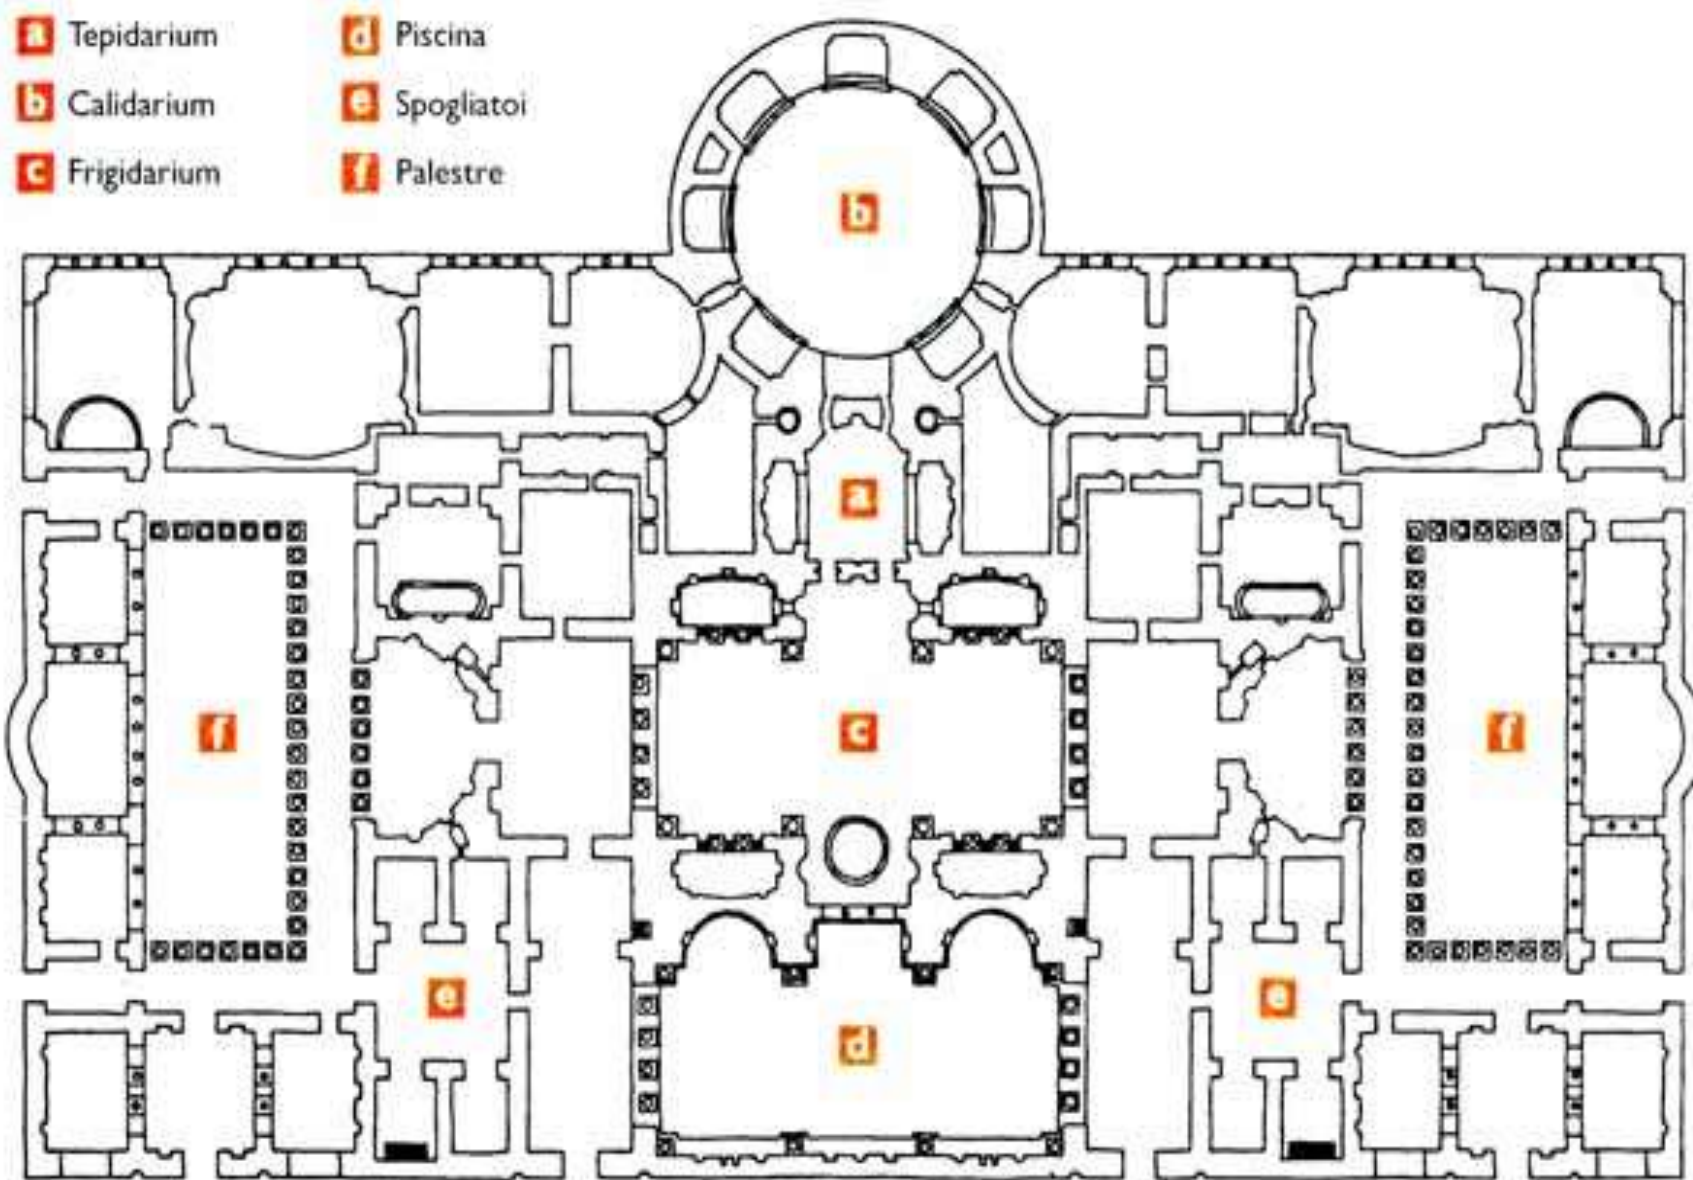 a Tepidarium
b Calidarium
c Frigidarium
d Piscina
e Spogliatoi
f Palestre
b
a
f
c
f
e
e
d